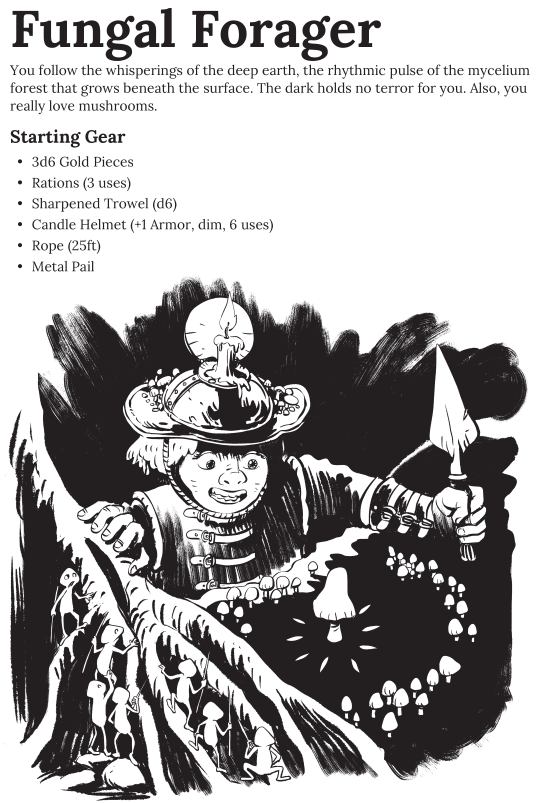 Fungal Forager
You follow the whisperings of the deep earth, the rhythmic pulse of the mycelium
forest that grows beneath the surface. The dark holds no terror for you. Also, you
really love mushrooms.
Starting Gear
• 3d6 Gold Pieces
• Rations (3 uses)
• Sharpened Trowel (d6)
• Candle Helmet (+1 Armor, dim, 6 uses)
• Rope (25ft)
• Metal Pail